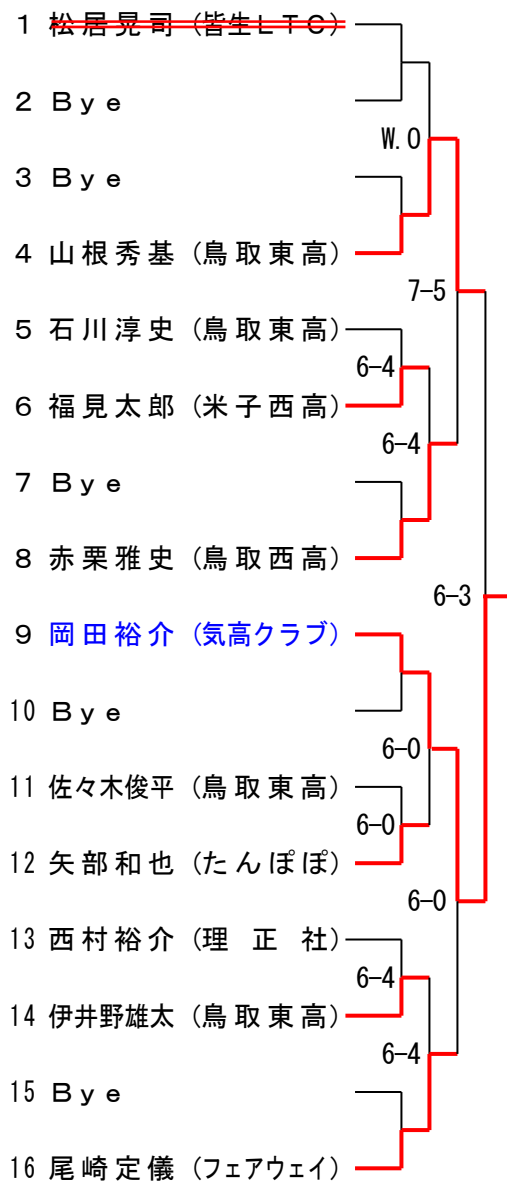 1 松居晃司 (皆生LTC)
2 Bye
W.O
3 Bye
4 山根秀基 (鳥取東高)
7-5
5 石川淳史 (鳥取東高)
6-4
6 福見太郎 (米子西高)
6-4
7 Bye
8 赤栗雅史 (鳥取西高)
6-3
9 岡田裕介 (気高クラブ)
10 Bye
6-0
11 佐々木俊平 (鳥取東高)
6-0
12 矢部和也 (たんぽぽ)
6-0
13 西村裕介 (理正社)
6-4
14 伊井野雄太 (鳥取東高)
6-4
15 Bye
16 尾崎定儀 (フェアウェイ)